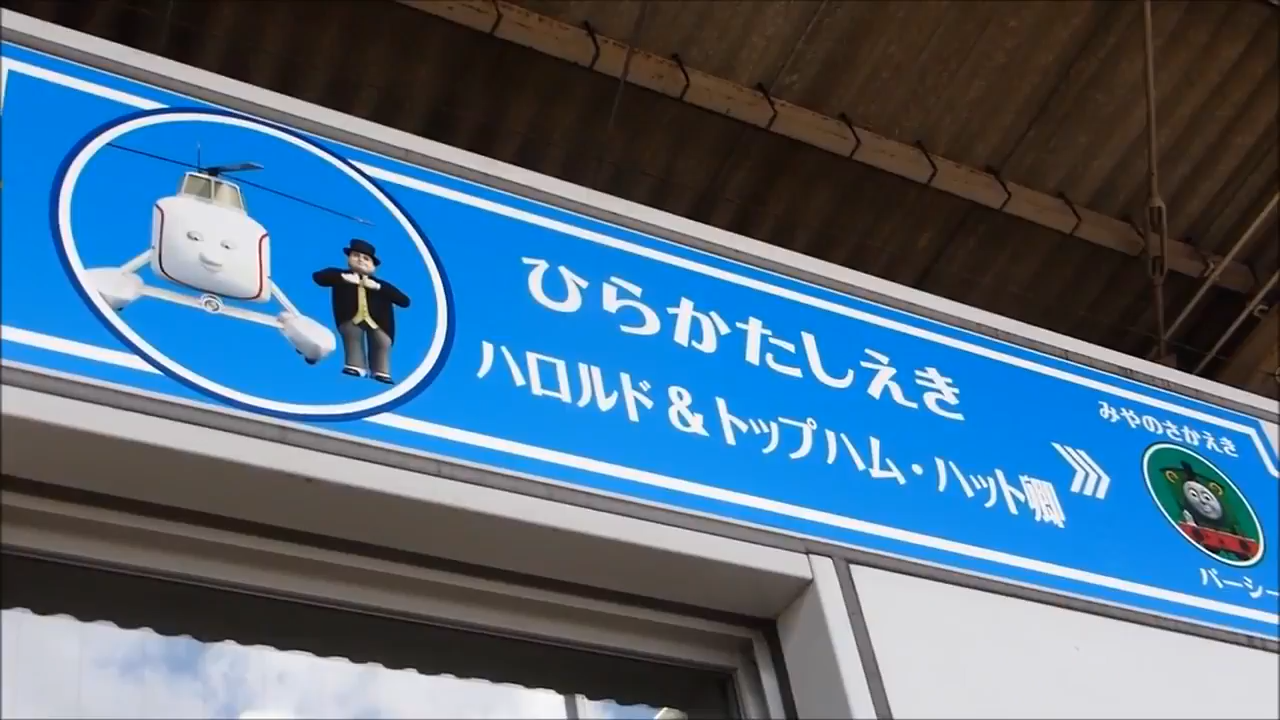 ひらかたしえき
ハロルド&トップハム・ハット卿
みやのさかえき
パーシー